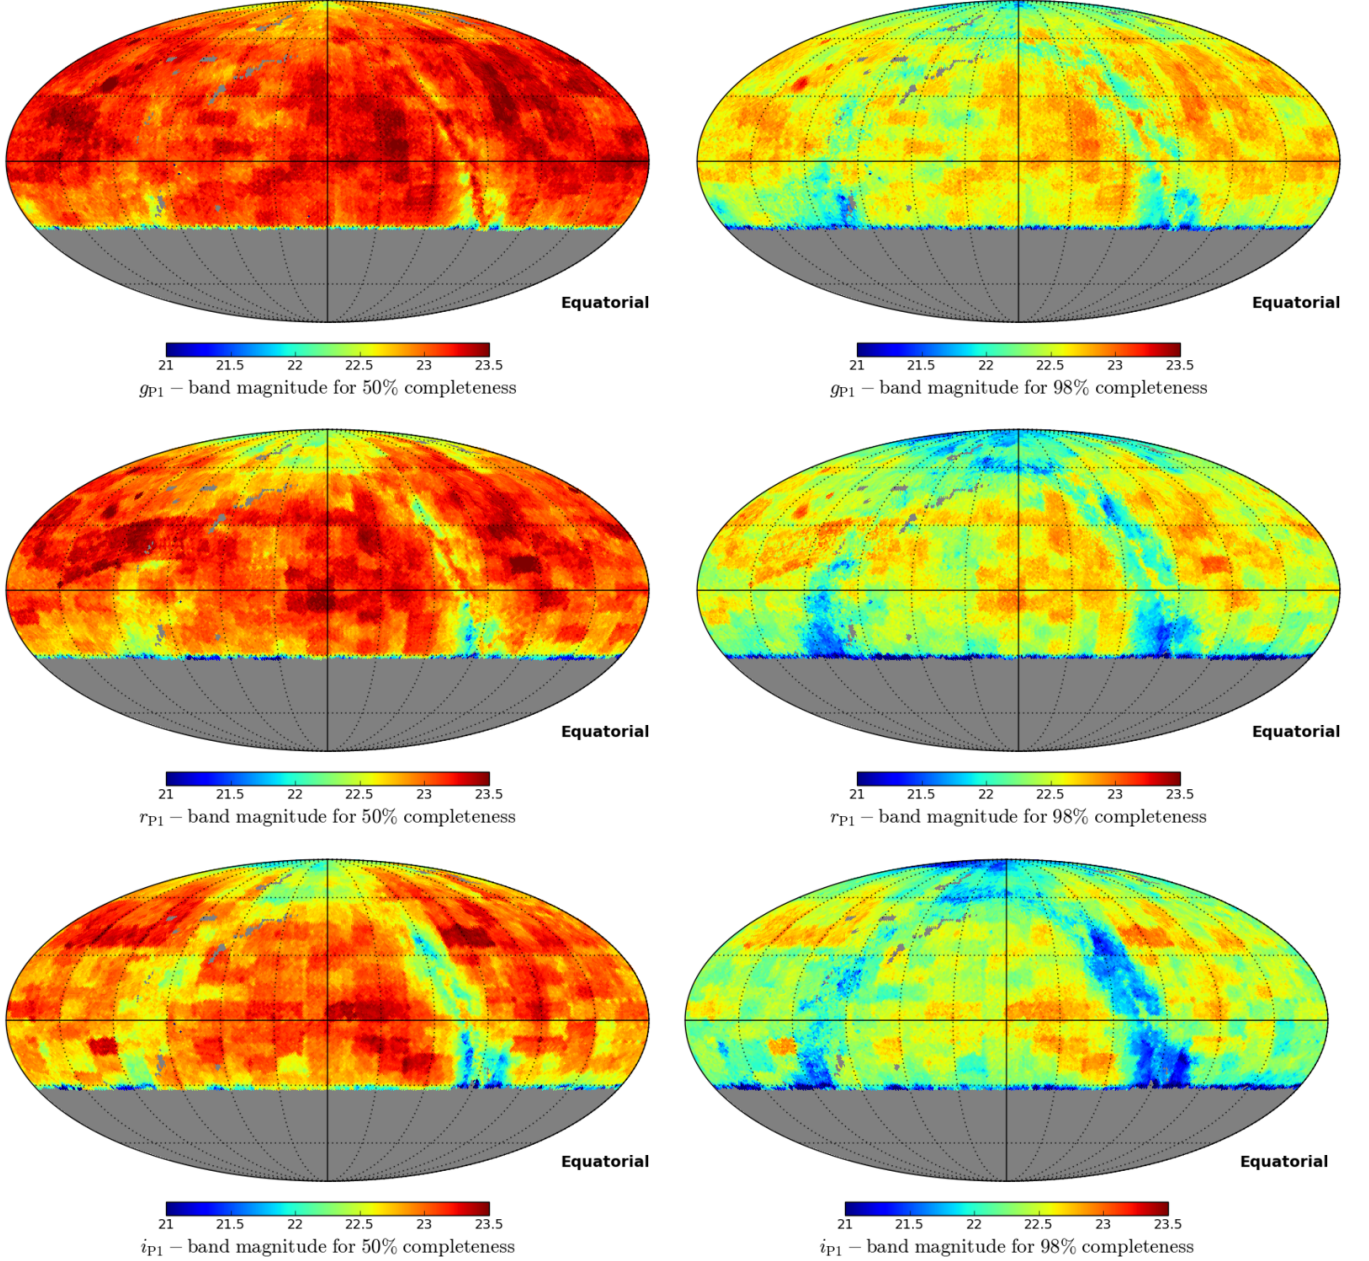 Equatorial Equatorial
21 21.5 22 22.5 23 23.5 21 21.5 22 22.5 23 23.5
gP1 − band magnitude for 50% completeness gP1 − band magnitude for 98% completeness
Equatorial Equatorial
21 21.5 22 22.5 23 23.5 21 21.5 22 22.5 23 23.5
rP1 − band magnitude for 50% completeness rP1 − band magnitude for 98% completeness
Equatorial Equatorial
21 21.5 22 22.5 23 23.5 21 21.5 22 22.5 23 23.5
iP1 − band magnitude for 50% completeness iP1 − band magnitude for 98% completeness